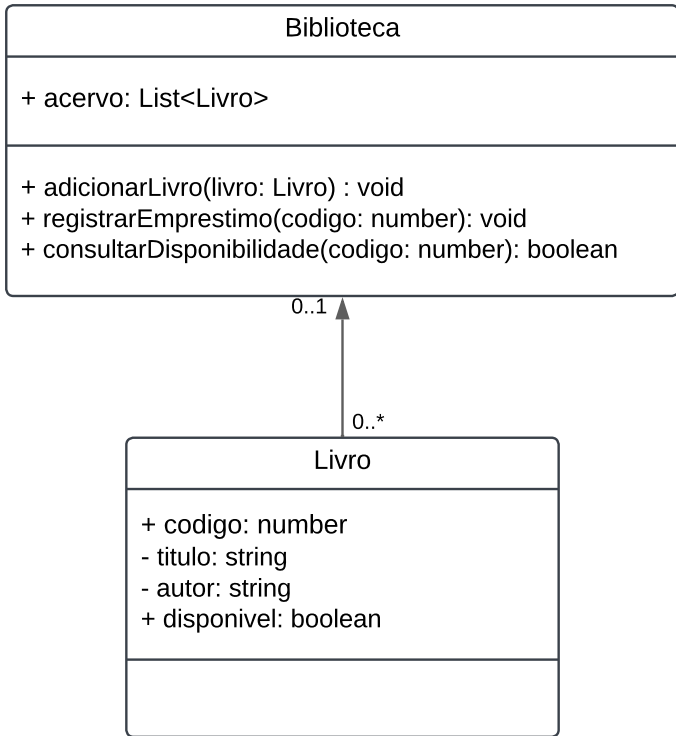 Biblioteca
+ acervo: List<Livro>
+ adicionarLivro(livro: Livro) : void
+ registrarEmprestimo(codigo: number): void
+ consultarDisponibilidade(codigo: number): boolean
0..1
0..*
Livro
+ codigo: number
- titulo: string
- autor: string
+ disponivel: boolean